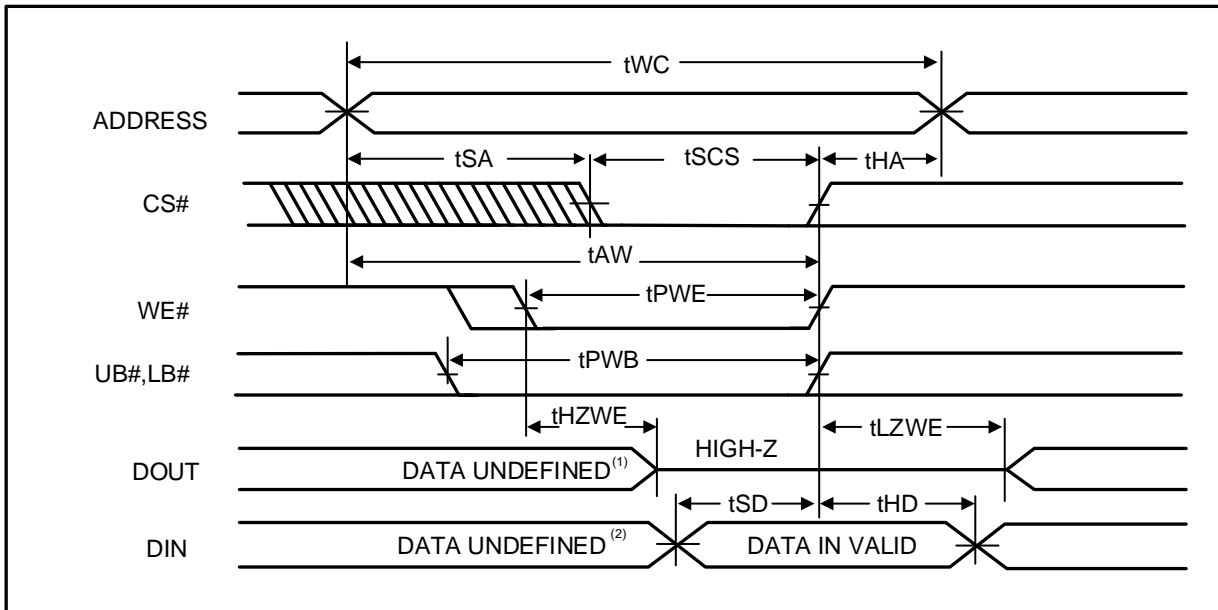 tWC
ADDRESS
tSA
tSCS
tHA
CS#
tAW
tPWE
WE#
tPWB
UB#,LB#
tHZWE
tLZWE
HIGH-Z
DOUT
DATA UNDEFINED(1)
tSD
tHD
DIN
DATA UNDEFINED(2)
DATA IN VALID